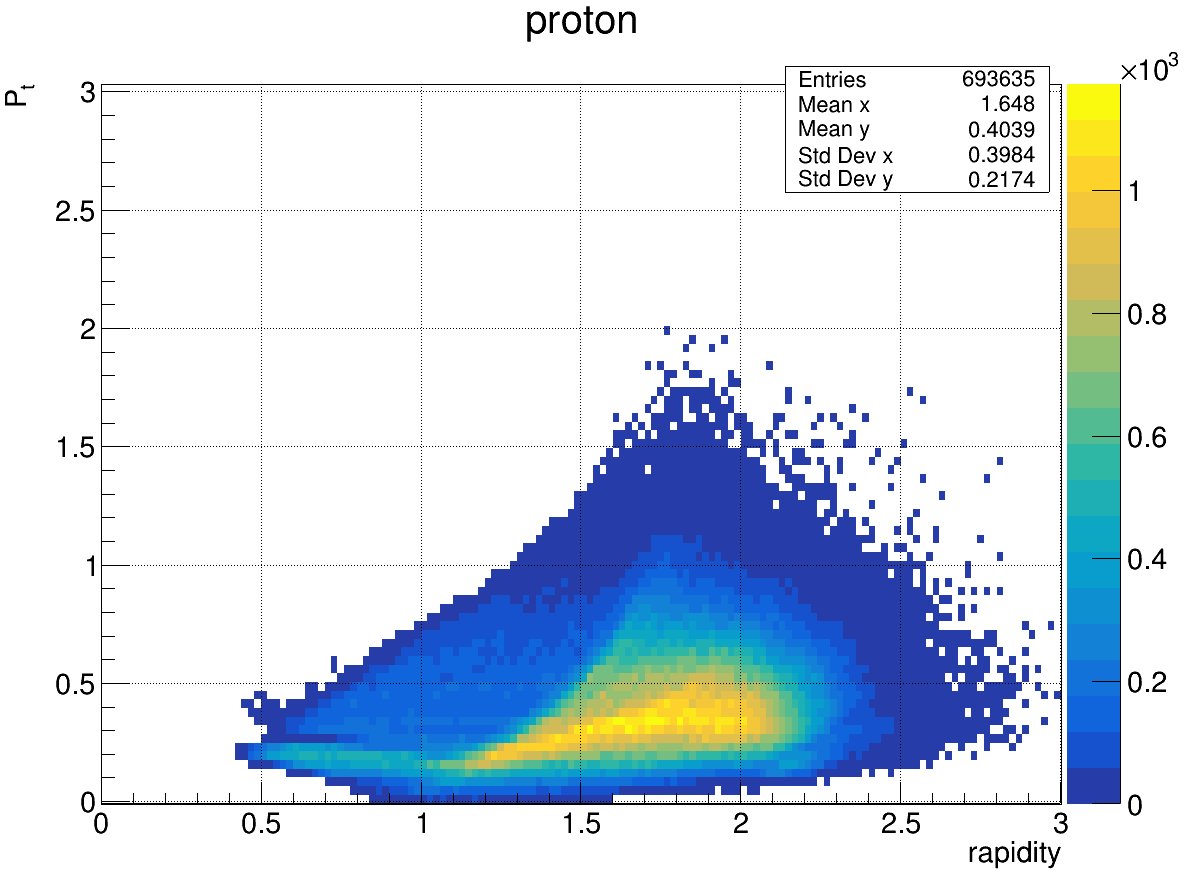 proton
×10³
Entries 693635
Mean x 1.648
Mean y 0.4039
Std Dev x 0.3984
Std Dev y 0.2174
Pₜ
3
2.5
2
1.5
1
0.5
0
0 0.5 1 1.5 2 2.5 3
rapidity
1
0.8
0.6
0.4
0.2
0